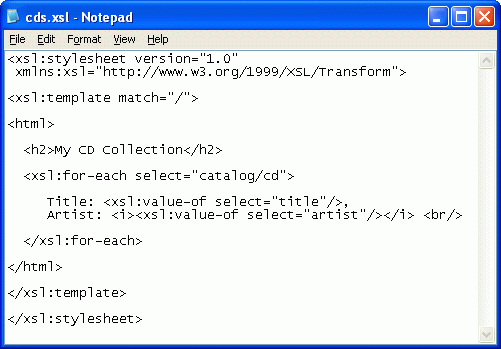 cds.xsl - Notepad
File Edit Format View Help
<xsl:stylesheet version="1.0"
xmlns:xsl="http://www.w3.org/1999/XSL/Transform">
<xsl:template match="/">
<html>
<h2>My CD Collection</h2>
<xsl:for-each select="catalog/cd">
Title: <xsl:value-of select="title"/>,
Artist: <i><xsl:value-of select="artist"/></i> <br/>
</xsl:for-each>
</html>
</xsl:template>
</xsl:stylesheet>